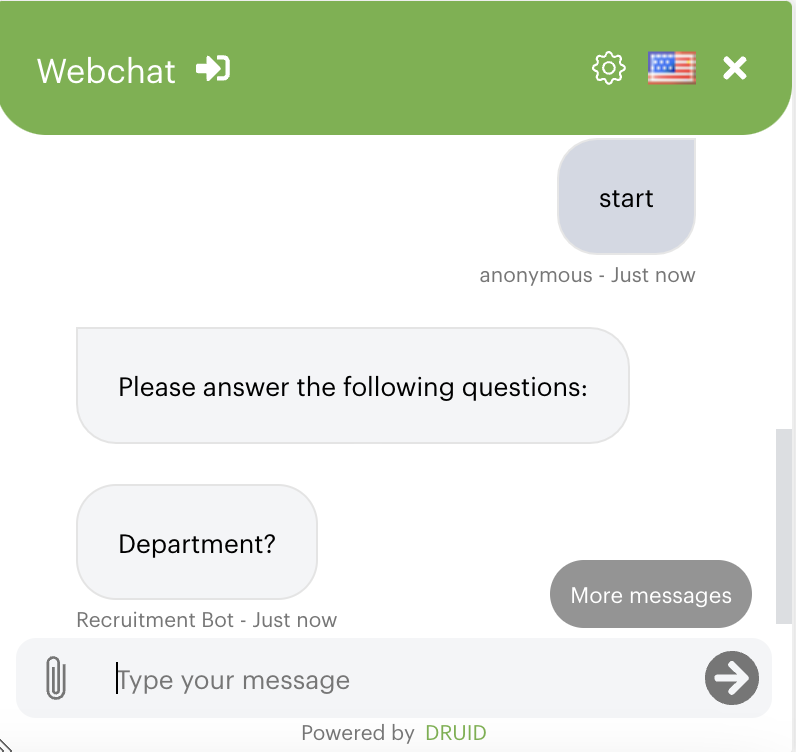 Webchat
start
anonymous - Just now
Please answer the following questions:
Department?
More messages
Recruitment Bot - Just now
Type your message
Powered by DRUID